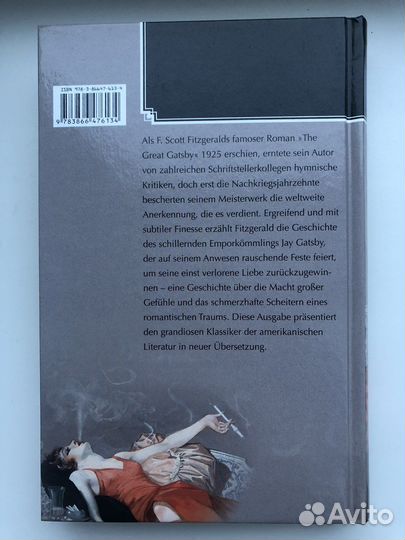 ISBN 978-3-86647-613-4
9 783866 476134
Als F. Scott Fitzgeralds famoser Roman »The
Great Gatsby« 1925 erschien, erntete sein Autor
von zahlreichen Schriftstellerkollegen hymnische
Kritiken, doch erst die Nachkriegsjahrzehnte
bescherten seinem Meisterwerk die weltweite
Anerkennung, die es verdient. Ergreifend und mit
subtiler Finesse erzählt Fitzgerald die Geschichte
des schillernden Emporkömmlings Jay Gatsby,
der auf seinem Anwesen rauschende Feste feiert,
um seine einst verlorene Liebe zurückzugewin-
nen – eine Geschichte über die Macht großer
Gefühle und das schmerzhafte Scheitern eines
romantischen Traums. Diese Ausgabe präsentiert
den grandiosen Klassiker der amerikanischen
Literatur in neuer Übersetzung.
Avito